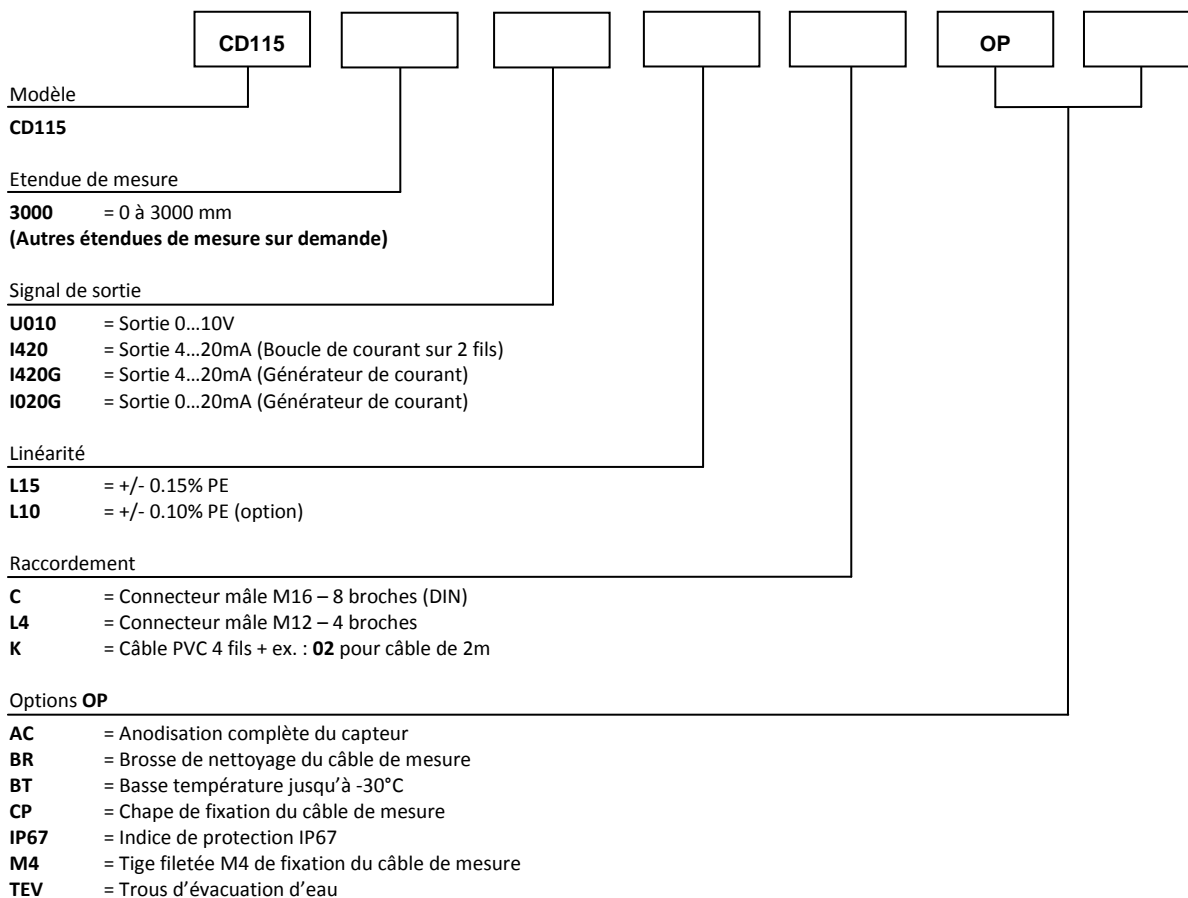 CD115 OP
Modèle
CD115
Etendue de mesure
3000 = 0 à 3000 mm
(Autres étendues de mesure sur demande)
Signal de sortie
U010 = Sortie 0…10V
I420 = Sortie 4…20mA (Boucle de courant sur 2 fils)
I420G = Sortie 4…20mA (Générateur de courant)
I020G = Sortie 0…20mA (Générateur de courant)
Linéarité
L15 = +/- 0.15% PE
L10 = +/- 0.10% PE (option)
Raccordement
C = Connecteur mâle M16 – 8 broches (DIN)
L4 = Connecteur mâle M12 – 4 broches
K = Câble PVC 4 fils + ex. : 02 pour câble de 2m
Options OP
AC = Anodisation complète du capteur
BR = Brosse de nettoyage du câble de mesure
BT = Basse température jusqu’à -30°C
CP = Chape de fixation du câble de mesure
IP67 = Indice de protection IP67
M4 = Tige filetée M4 de fixation du câble de mesure
TEV = Trous d’évacuation d’eau